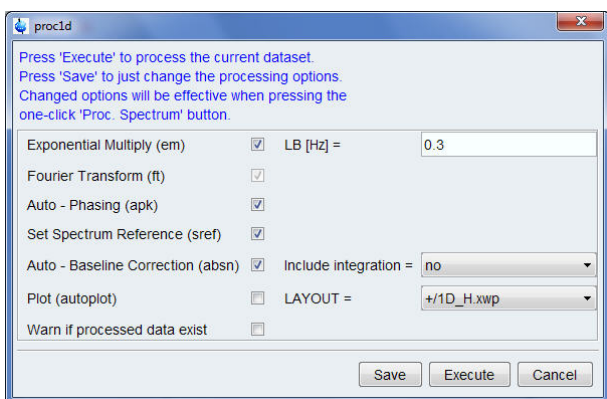 proc1d
Press 'Execute' to process the current dataset.
Press 'Save' to just change the processing options.
Changed options will be effective when pressing the
one-click 'Proc. Spectrum' button.
Exponential Multiply (em) LB [Hz] = 0.3
Fourier Transform (ft)
Auto - Phasing (apk)
Set Spectrum Reference (sref)
Auto - Baseline Correction (absn) Include integration = no
Plot (autoplot) LAYOUT = +/1D_H.xwp
Warn if processed data exist
Save Execute Cancel